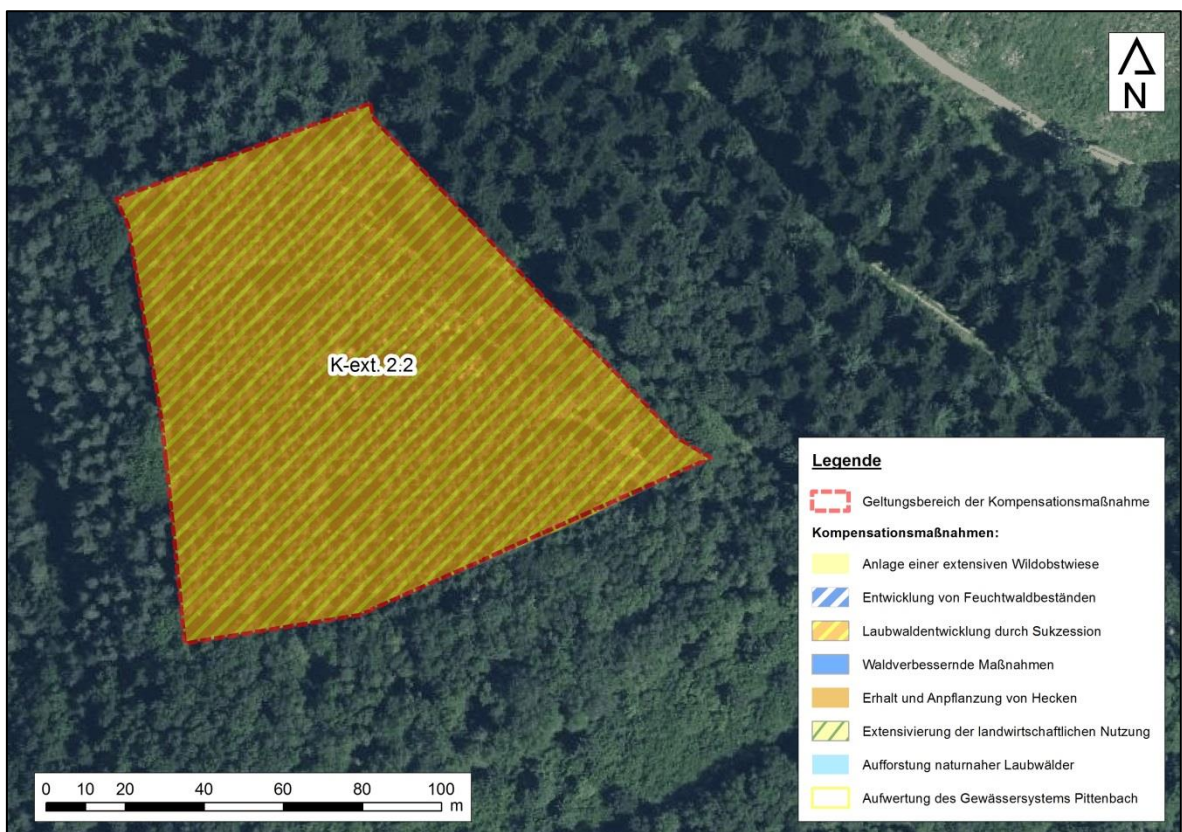 N
K-ext. 2.2
Legende
Geltungsbereich der Kompensationsmaßnahme
Kompensationsmaßnahmen:
Anlage einer extensiven Wildobstwiese
Entwicklung von Feuchtwaldbeständen
Laubwaldentwicklung durch Sukzession
Waldverbessernde Maßnahmen
Erhalt und Anpflanzung von Hecken
Extensivierung der landwirtschaftlichen Nutzung
Aufforstung naturnaher Laubwälder
Aufwertung des Gewässersystems Pittenbach
0 10 20 40 60 80 100
m